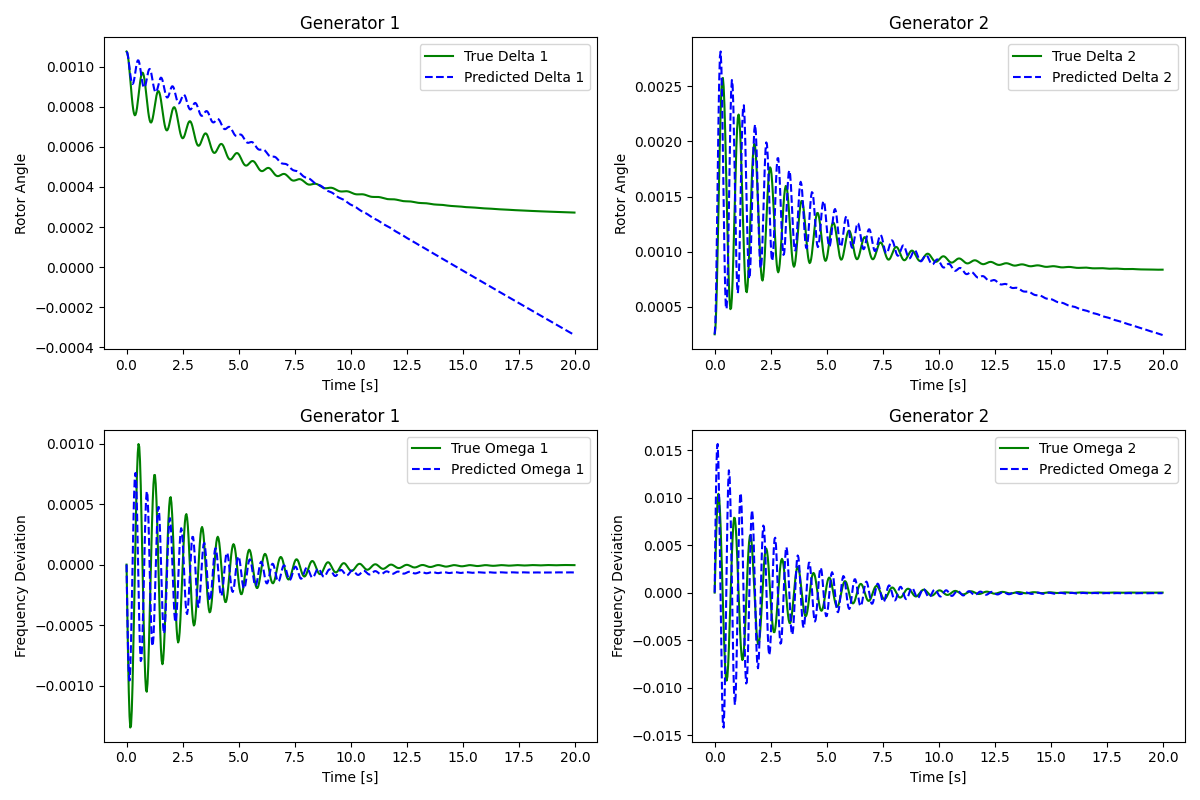 Generator 1
True Delta 1
Predicted Delta 1
0.0010
0.0008
0.0006
0.0004
0.0002
0.0000
−0.0002
−0.0004
Rotor Angle
0.0 2.5 5.0 7.5 10.0 12.5 15.0 17.5 20.0
Time [s]
Generator 2
True Delta 2
Predicted Delta 2
0.0025
0.0020
0.0015
0.0010
0.0005
Rotor Angle
0.0 2.5 5.0 7.5 10.0 12.5 15.0 17.5 20.0
Time [s]
Generator 1
True Omega 1
Predicted Omega 1
0.0010
0.0005
0.0000
−0.0005
−0.0010
Frequency Deviation
0.0 2.5 5.0 7.5 10.0 12.5 15.0 17.5 20.0
Time [s]
Generator 2
True Omega 2
Predicted Omega 2
0.015
0.010
0.005
0.000
−0.005
−0.010
−0.015
Frequency Deviation
0.0 2.5 5.0 7.5 10.0 12.5 15.0 17.5 20.0
Time [s]